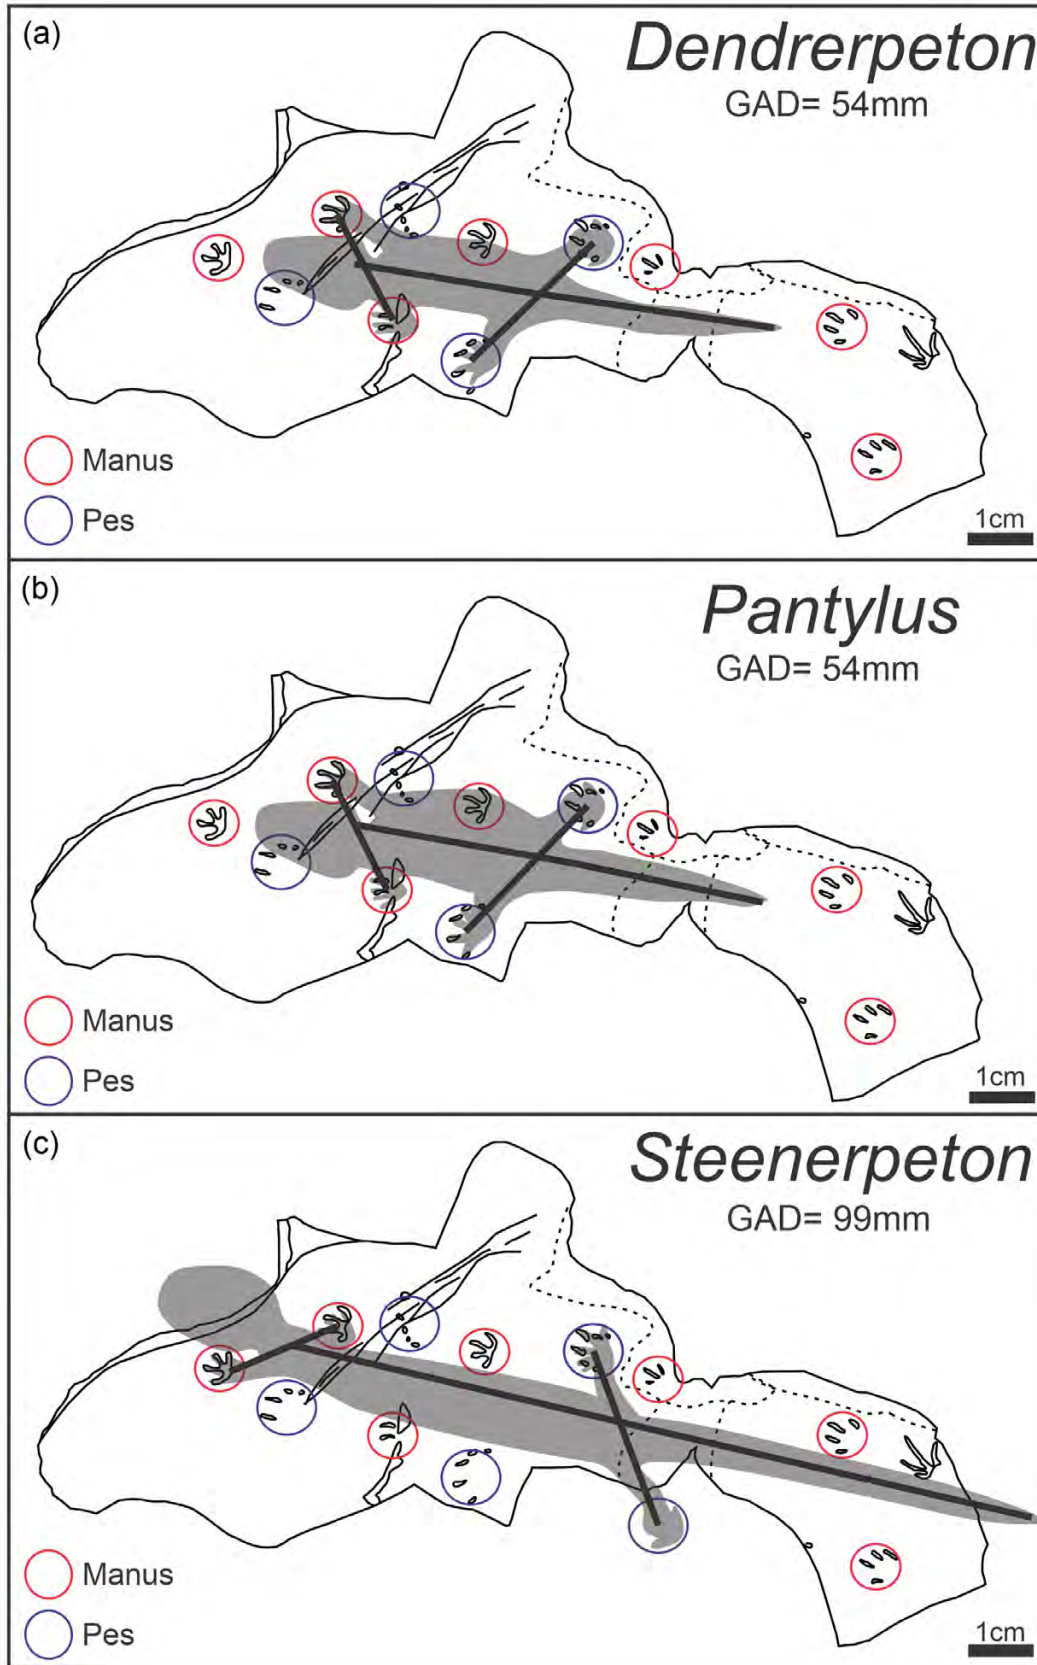 (a)
Dendrerpeton
GAD= 54mm
Manus
Pes
1cm
(b)
Pantylus
GAD= 54mm
Manus
Pes
1cm
(c)
Steenerpeton
GAD= 99mm
Manus
Pes
1cm